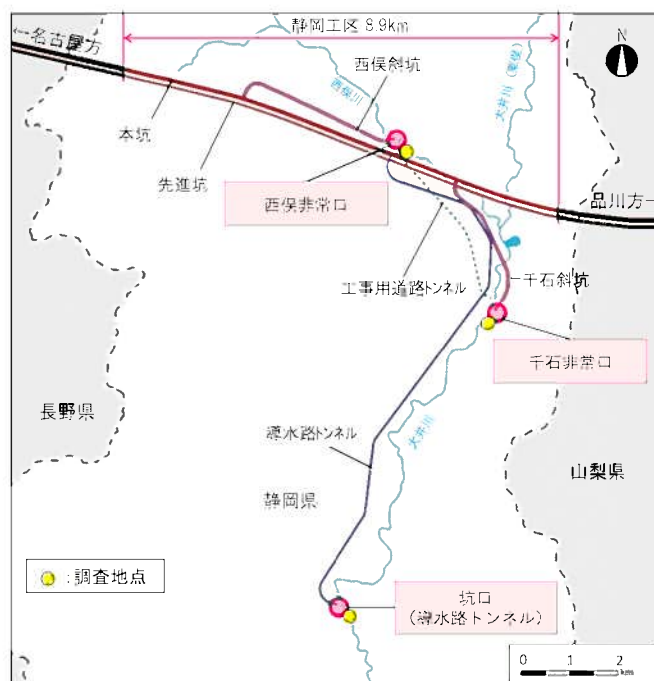 静岡工区 8.9km
←名古屋方
N
西俣斜坑
西俣川
大井川(東俣)
本坑
先進坑
西俣非常口
品川方→
工事用道路トンネル
千石斜坑
千石非常口
長野県
導水路トンネル
大井川
山梨県
静岡県
:調査地点
坑口
(導水路トンネル)
0 1 2
km